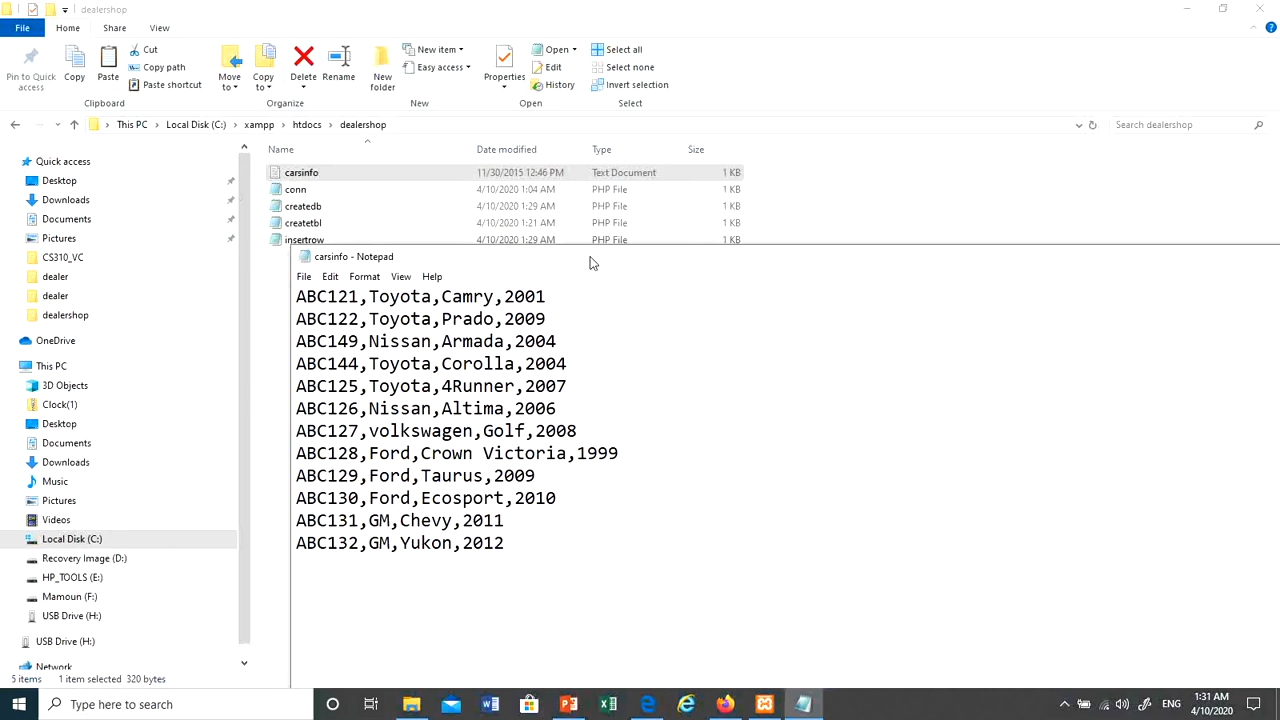 dealershop
File Home Share View
Pin to Quick access
Copy
Paste
Cut
Copy path
Paste shortcut
Clipboard
Move to
Copy to
Delete
Rename
Organize
New folder
New item
Easy access
New
Properties
Open
Edit
History
Open
Select all
Select none
Invert selection
Select
This PC Local Disk (C:) xampp htdocs dealershop
Search dealershop
Quick access
Desktop
Downloads
Documents
Pictures
CS310_VC
dealer
dealer
dealershop
OneDrive
This PC
3D Objects
Clock(1)
Desktop
Documents
Downloads
Music
Pictures
Videos
Local Disk (C:)
Recovery Image (D:)
HP_TOOLS (E:)
Mamoun (F:)
USB Drive (H:)
USB Drive (H:)
Network
Name Date modified Type Size
carsinfo 11/30/2015 12:46 PM Text Document 1 KB
conn 4/10/2020 1:04 AM PHP File 1 KB
createdb 4/10/2020 1:29 AM PHP File 1 KB
createtbl 4/10/2020 1:21 AM PHP File 1 KB
insertrow 4/10/2020 1:29 AM PHP File 1 KB
carsinfo - Notepad
File Edit Format View Help
ABC121,Toyota,Camry,2001
ABC122,Toyota,Prado,2009
ABC149,Nissan,Armada,2004
ABC144,Toyota,Corolla,2004
ABC125,Toyota,4Runner,2007
ABC126,Nissan,Altima,2006
ABC127,volkswagen,Golf,2008
ABC128,Ford,Crown Victoria,1999
ABC129,Ford,Taurus,2009
ABC130,Ford,Ecosport,2010
ABC131,GM,Chevy,2011
ABC132,GM,Yukon,2012
5 items 1 item selected 320 bytes
Type here to search
ENG
1:31 AM
4/10/2020